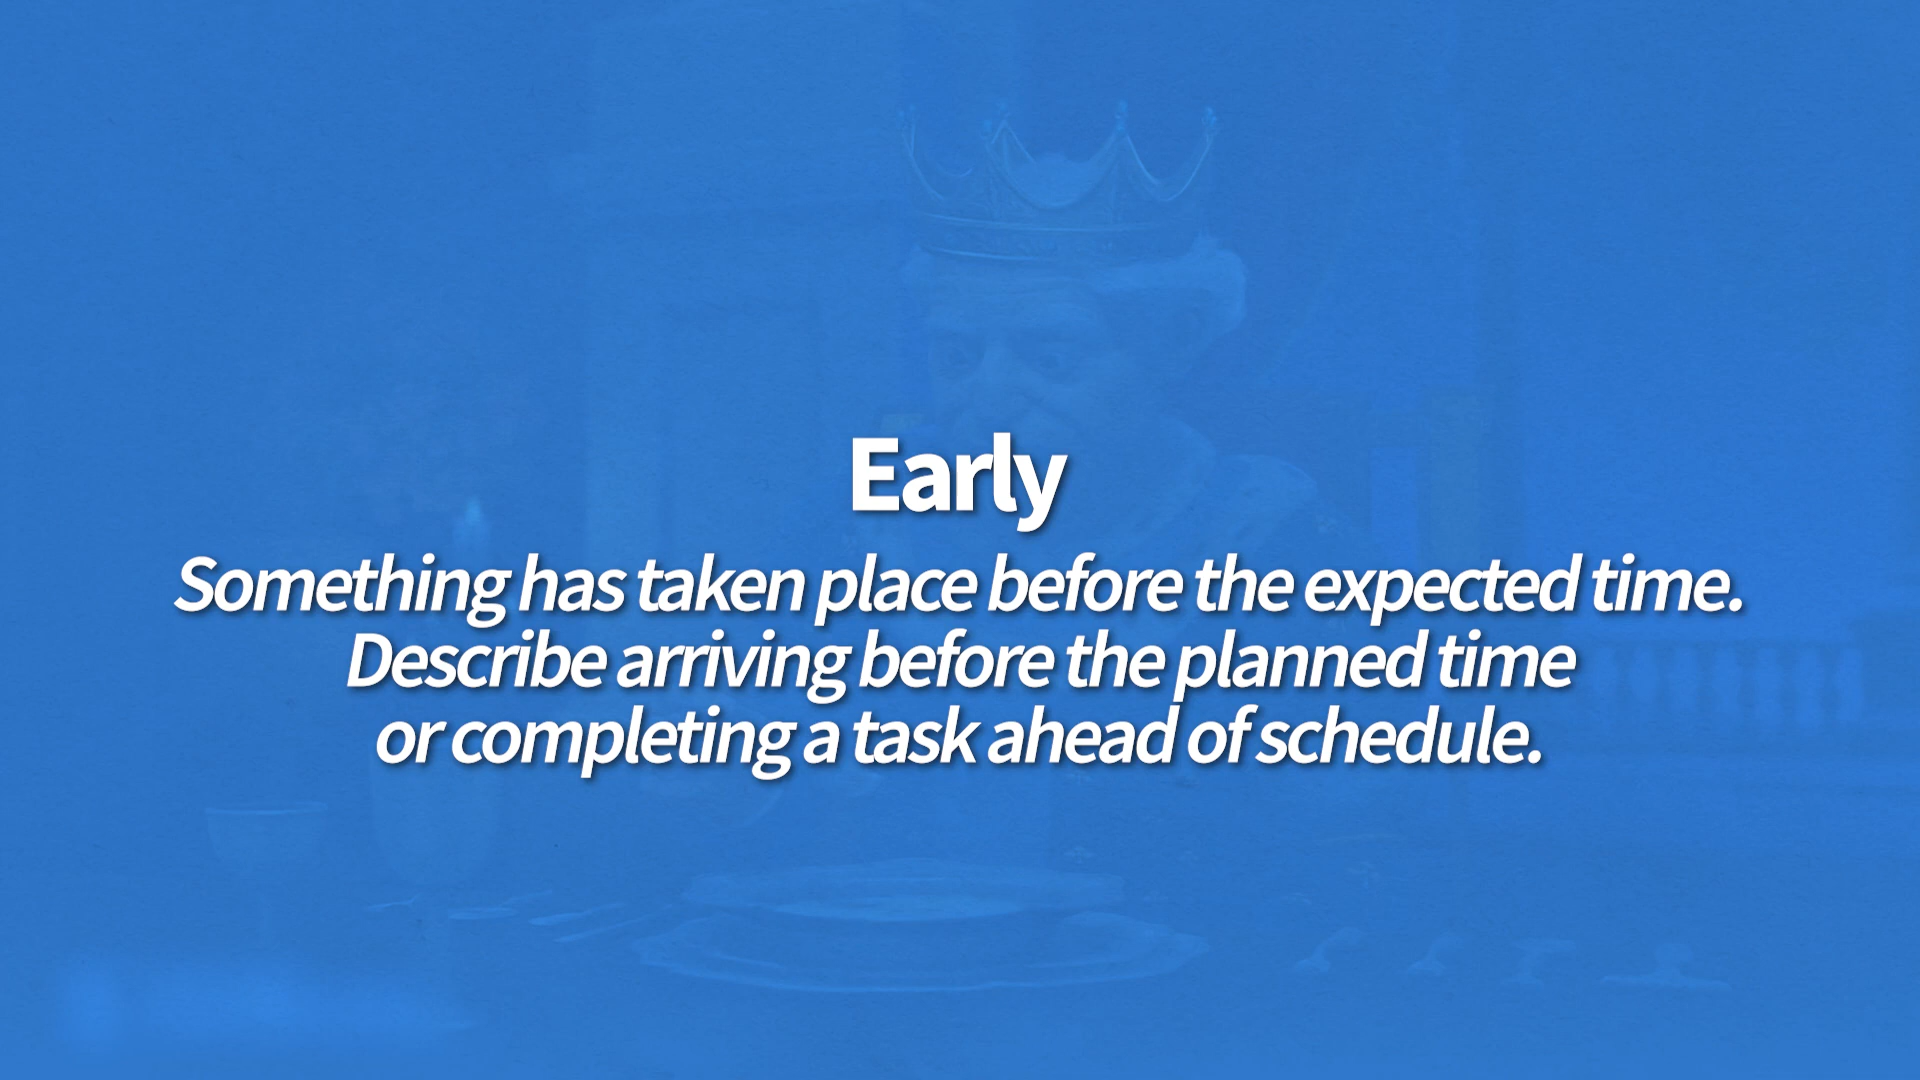 Early
Something has taken place before the expected time.
Describe arriving before the planned time
or completing a task ahead of schedule.